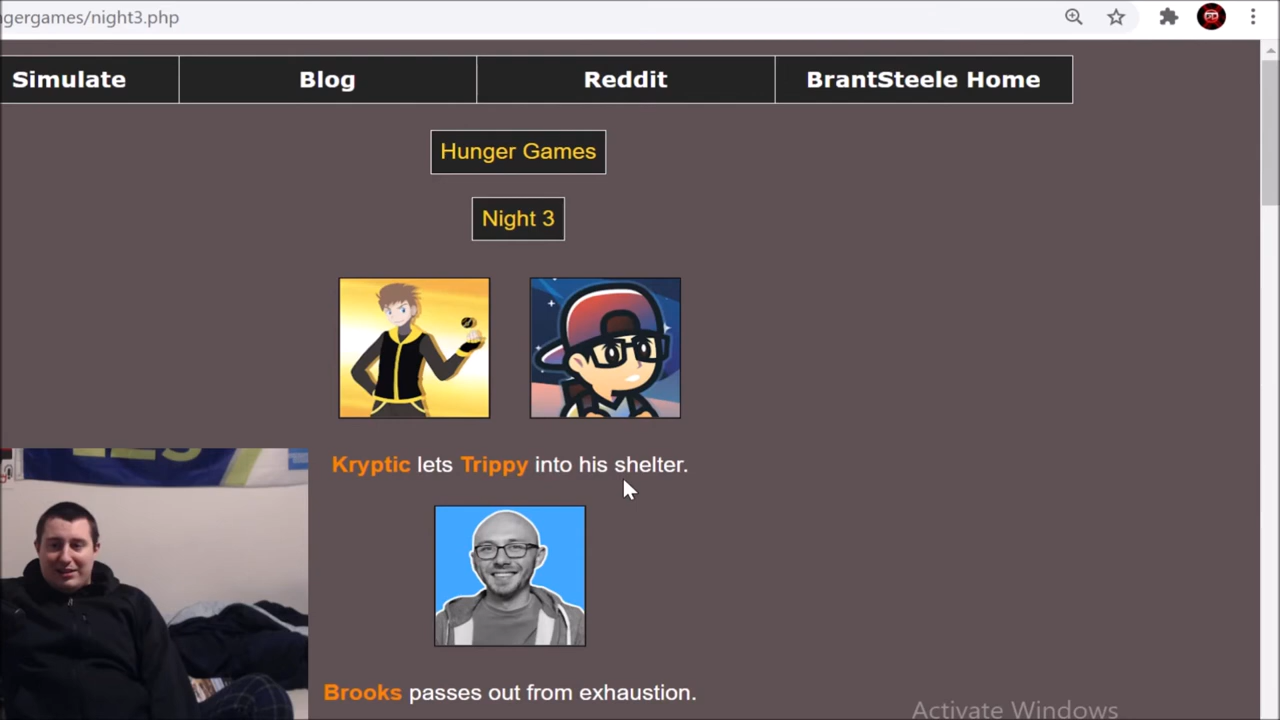 gergames/night3.php
Simulate
Blog
Reddit
BrantSteele Home
Hunger Games
Night 3
Kryptic lets Trippy into his shelter.
Brooks passes out from exhaustion.
Activate Windows